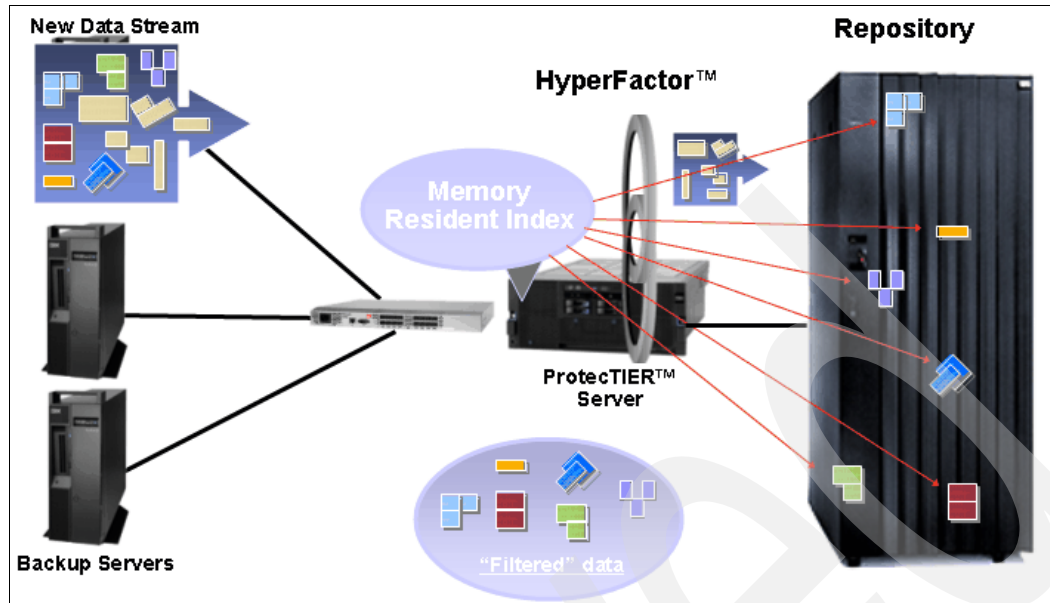 New Data Stream
Repository
HyperFactor™
Memory
Resident Index
ProtecTIER™
Server
Backup Servers
“Filtered” data